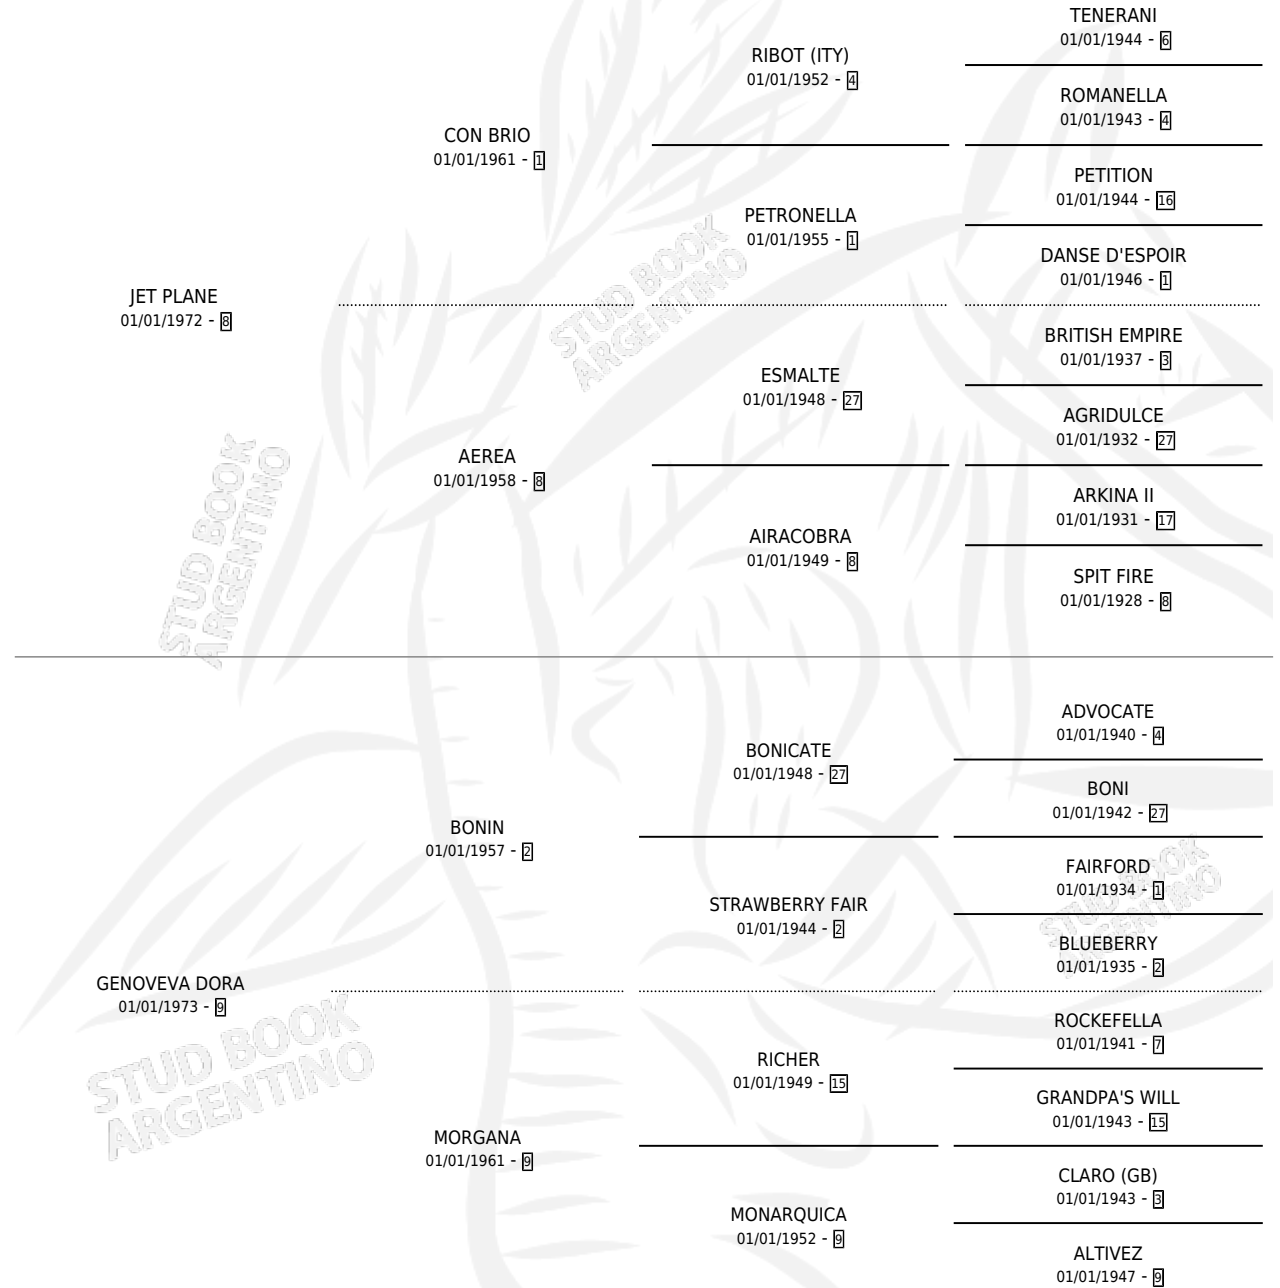 TENERANI
01/01/1944 - 6
RIBOT (ITY)
01/01/1952 - 4
ROMANELLA
01/01/1943 - 4
CON BRIO
01/01/1961 - 1
PETITION
01/01/1944 - 16
PETRONELLA
01/01/1955 - 1
DANSE D'ESPOIR
01/01/1946 - 1
JET PLANE
01/01/1972 - 8
BRITISH EMPIRE
01/01/1937 - 3
ESMALTE
01/01/1948 - 27
AGRIDULCE
01/01/1932 - 27
AEREA
01/01/1958 - 8
ARKINA II
01/01/1931 - 17
AIRACOBRA
01/01/1949 - 8
SPIT FIRE
01/01/1928 - 8
STUD BOOK
ARGENTINO
STUD BOOK
ARGENTINO
ADVOCATE
01/01/1940 - 4
BONICATE
01/01/1948 - 27
BONI
01/01/1942 - 27
BONIN
01/01/1957 - 2
FAIRFORD
01/01/1934 - 1
STRAWBERRY FAIR
01/01/1944 - 2
BLUEBERRY
01/01/1935 - 2
GENOVEVA DORA
01/01/1973 - 9
ROCKEFELLA
01/01/1941 - 7
RICHER
01/01/1949 - 15
GRANDPA'S WILL
01/01/1943 - 15
MORGANA
01/01/1961 - 9
CLARO (GB)
01/01/1943 - 3
MONARQUICA
01/01/1952 - 9
ALTIVEZ
01/01/1947 - 9
STUD BOOK
ARGENTINO
STUD BOOK
ARGENTINO